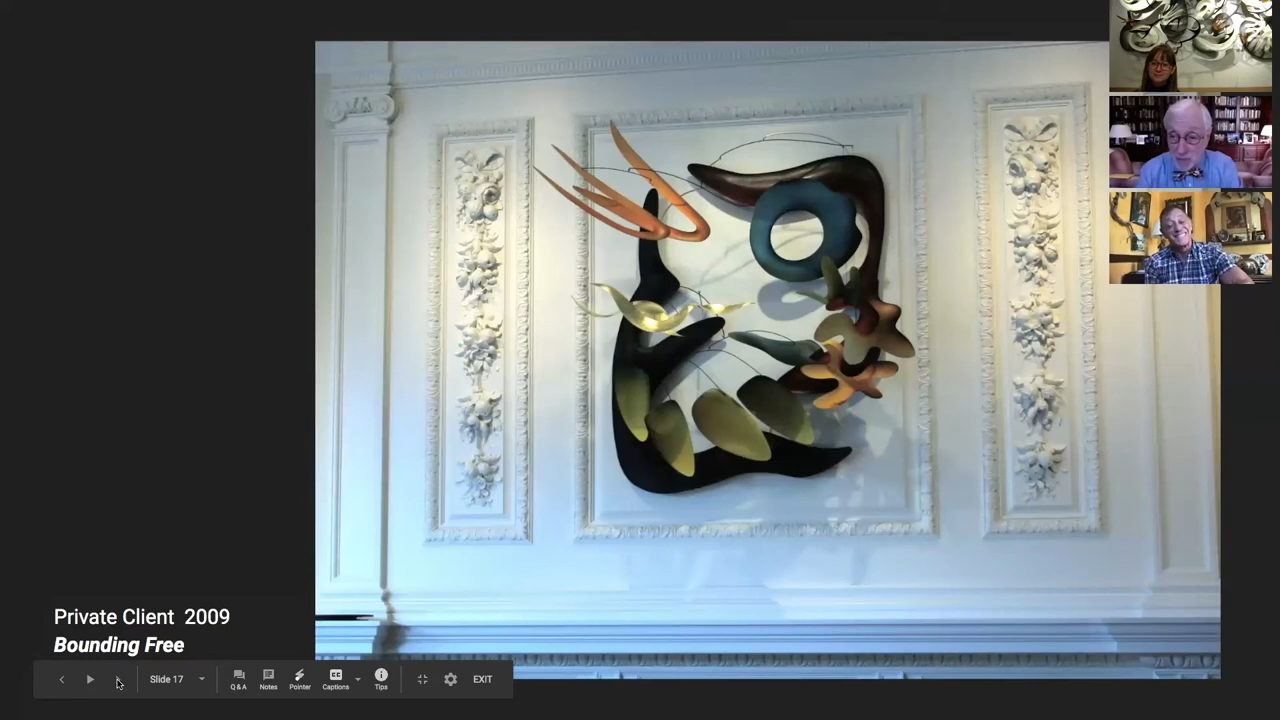 Private Client 2009
Bounding Free
Slide 17
Q & A
Notes
Pointer
Captions
Tips
EXIT